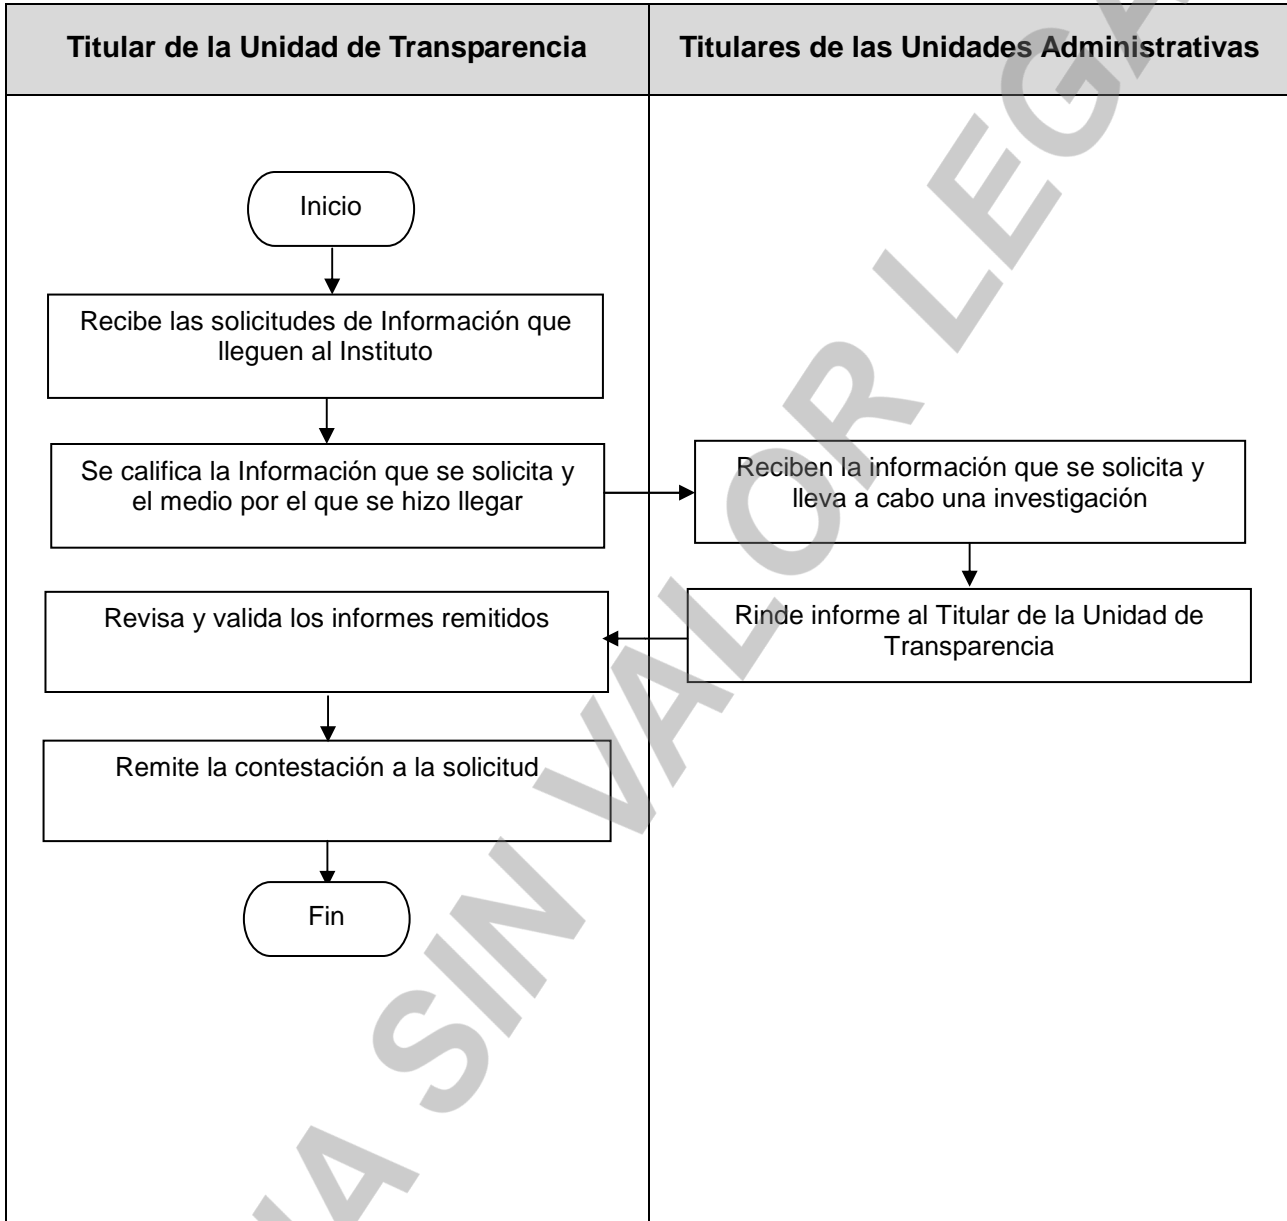 Titular de la Unidad de Transparencia
Titulares de las Unidades Administrativas
Inicio
Recibe las solicitudes de Información que
lleguen al Instituto
Se califica la Información que se solicita y
el medio por el que se hizo llegar
Reciben la información que se solicita y
lleva a cabo una investigación
Rinde informe al Titular de la Unidad de
Transparencia
Revisa y valida los informes remitidos
Remite la contestación a la solicitud
Fin
SIN VALOR